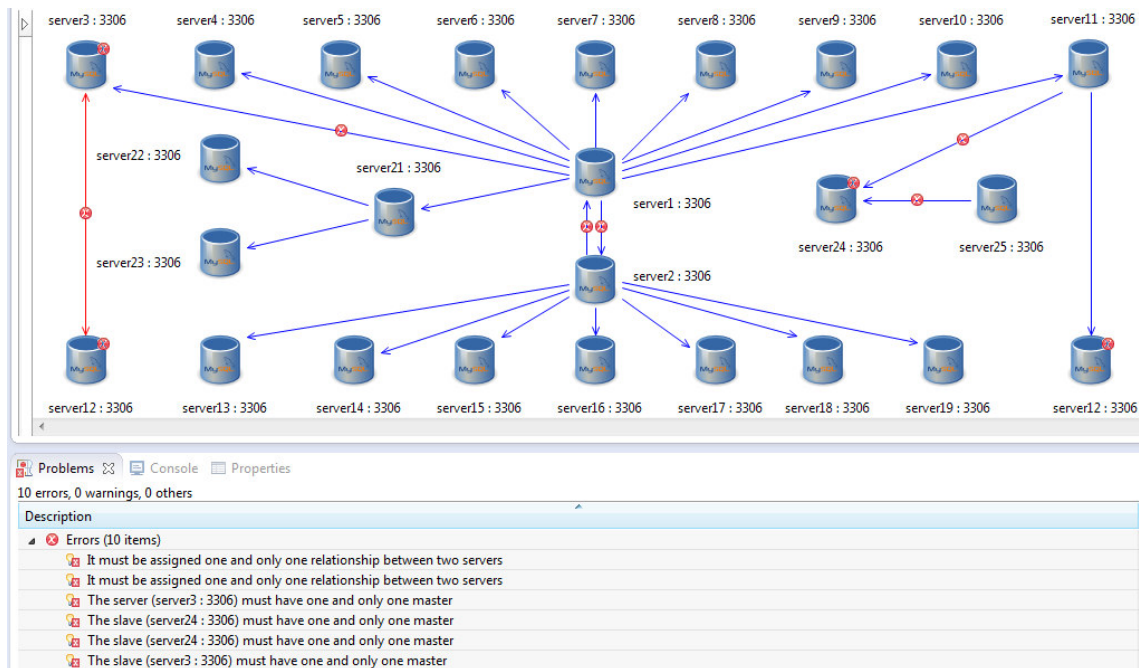 server3 : 3306
server4 : 3306
server5 : 3306
server6 : 3306
server7 : 3306
server8 : 3306
server9 : 3306
server10 : 3306
server11 : 3306
server22 : 3306
server21 : 3306
server1 : 3306
server24 : 3306
server25 : 3306
server23 : 3306
server2 : 3306
server12 : 3306
server13 : 3306
server14 : 3306
server15 : 3306
server16 : 3306
server17 : 3306
server18 : 3306
server19 : 3306
server12 : 3306
Problems
Console
Properties
10 errors, 0 warnings, 0 others
Description
Errors (10 items)
It must be assigned one and only one relationship between two servers
It must be assigned one and only one relationship between two servers
The server (server3 : 3306) must have one and only one master
The slave (server24 : 3306) must have one and only one master
The slave (server24 : 3306) must have one and only one master
The slave (server3 : 3306) must have one and only one master